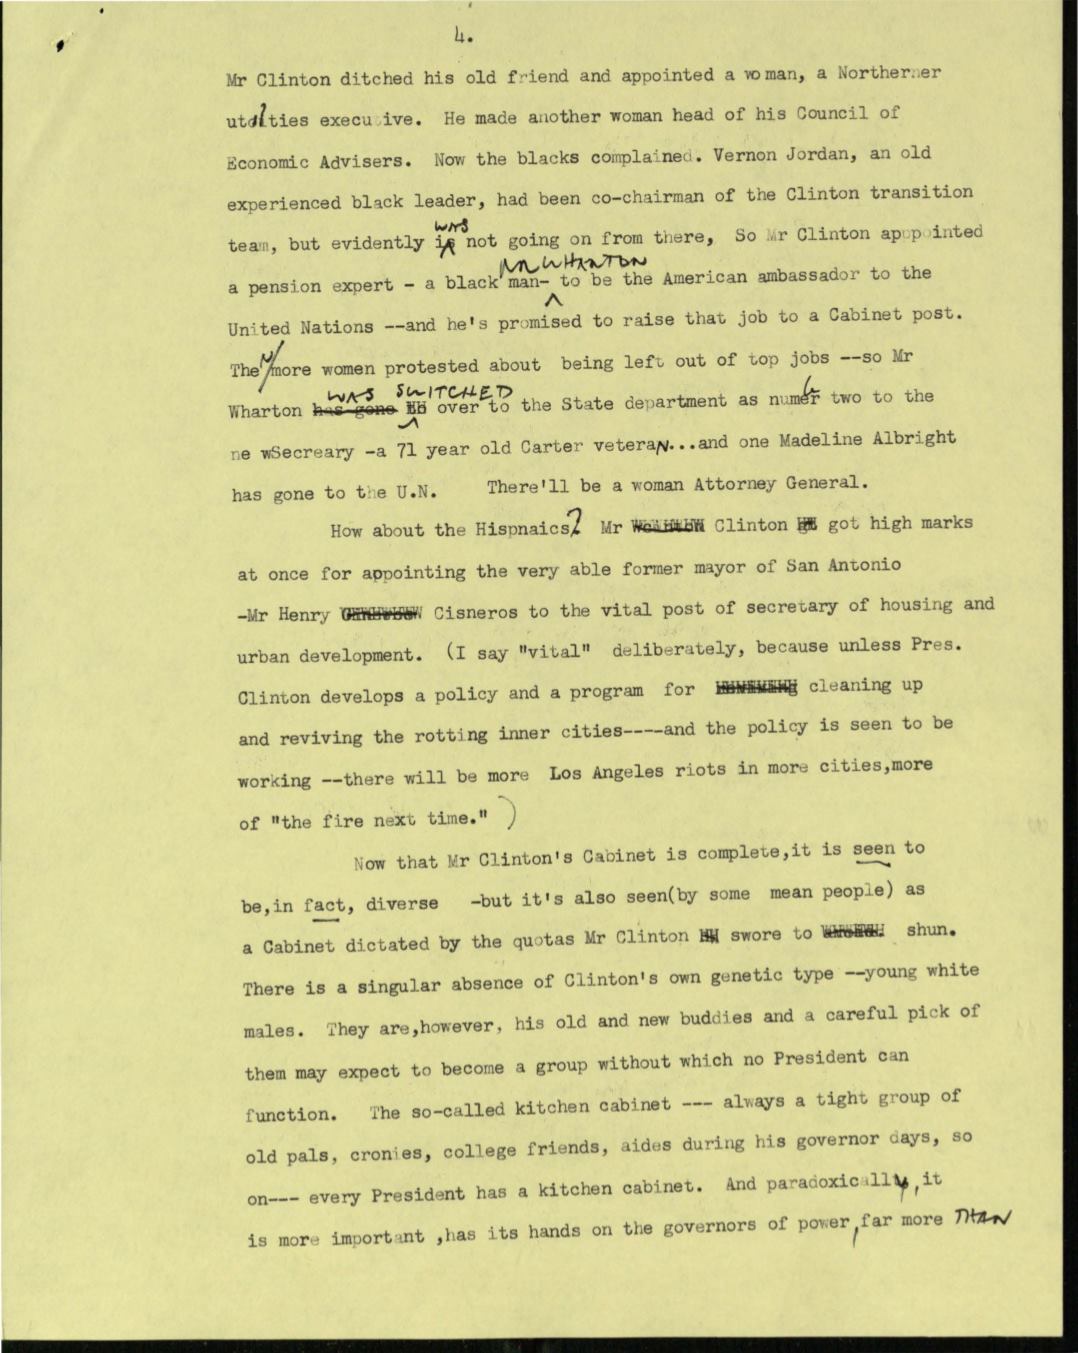 4.
Mr Clinton ditched his old friend and appointed a woman, a Northerner
utilties executive.  He made another woman head of his Council of
Economic Advisers.  Now the blacks complained. Vernon Jordan, an old
experienced black leader, had been co-chairman of the Clinton transition
WAS
team, but evidently is not going on from there, So Mr Clinton appointed
MR WHARTON
a pension expert - a black man- to be the American ambassador to the
United Nations --and he's promised to raise that job to a Cabinet post.
The more women protested about being left out of top jobs --so Mr
WAS SWITCHED
Wharton has gone over to the State department as number two to the
ne wSecreary -a 71 year old Carter veteran...and one Madeline Albright
has gone to the U.N.    There'll be a woman Attorney General.
How about the Hispnaics? Mr Clinton got high marks
at once for appointing the very able former mayor of San Antonio
-Mr Henry Cisneros to the vital post of secretary of housing and
urban development.  (I say "vital" deliberately, because unless Pres.
Clinton develops a policy and a program for cleaning up
and reviving the rotting inner cities----and the policy is seen to be
working --there will be more Los Angeles riots in more cities,more
of "the fire next time." )
Now that Mr Clinton's Cabinet is complete,it is seen to
be,in fact, diverse  -but it's also seen(by some mean people) as
a Cabinet dictated by the quotas Mr Clinton swore to shun.
There is a singular absence of Clinton's own genetic type --young white
males.  They are,however, his old and new buddies and a careful pick of
them may expect to become a group without which no President can
function.   The so-called kitchen cabinet --- always a tight group of
old pals, cronies, college friends, aides during his governor days, so
on--- every President has a kitchen cabinet.  And paradoxically, it
is more important ,has its hands on the governors of power, far more THAN